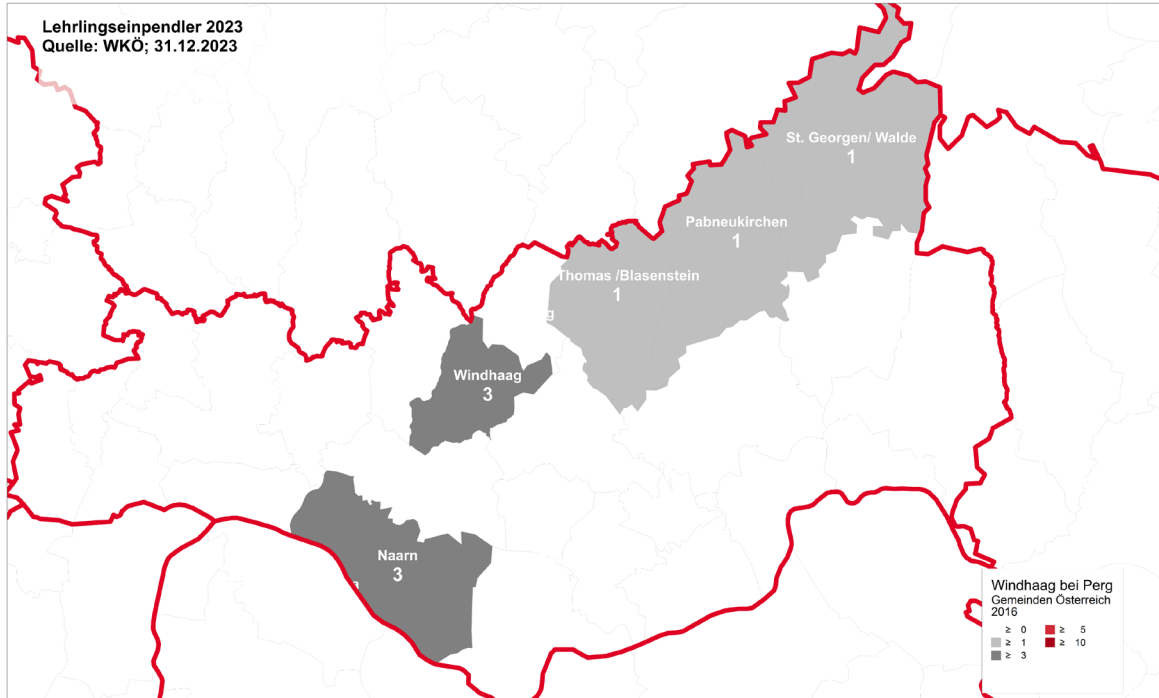 Lehrlingseinpendler 2023
Quelle: WKÖ; 31.12.2023
St. Georgen/ Walde
1
Pabneukirchen
1
Thomas /Blasenstein
1
g
Windhaag
3
Naarn
3
Windhaag bei Perg
Gemeinden Österreich
2016
≥ 0
≥ 1
≥ 3
≥ 5
≥ 10